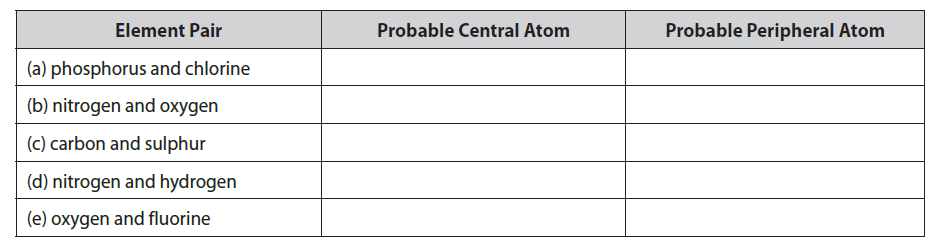 Element Pair Probable Central Atom Probable Peripheral Atom
(a) phosphorus and chlorine
(b) nitrogen and oxygen
(c) carbon and sulphur
(d) nitrogen and hydrogen
(e) oxygen and fluorine